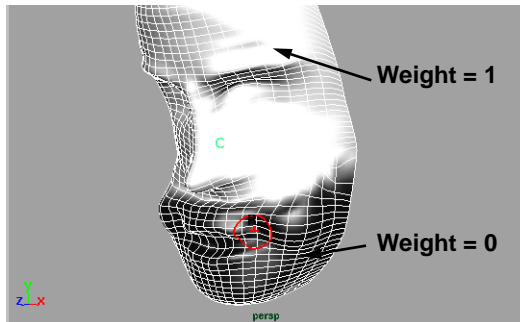 Weight = 1
C
Weight = 0
y
z x
persp